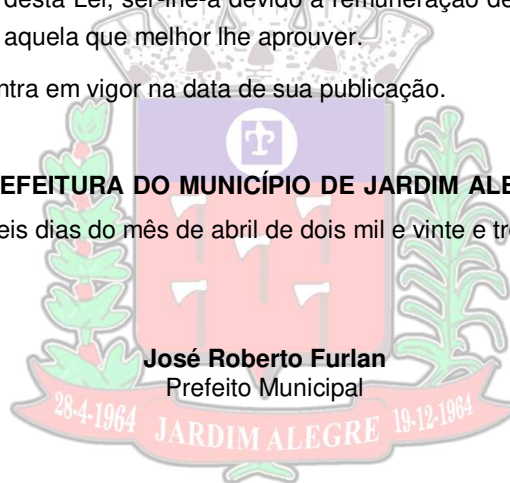 desta Lei, ser-lhe-á devido a remuneração de
aquela que melhor lhe aprouver.
ntra em vigor na data de sua publicação.
EFEITURA DO MUNICÍPIO DE JARDIM ALE
eis dias do mês de abril de dois mil e vinte e tr
José Roberto Furlan
Prefeito Municipal
28-4-1964 JARDIM ALEGRE 19-12-1964